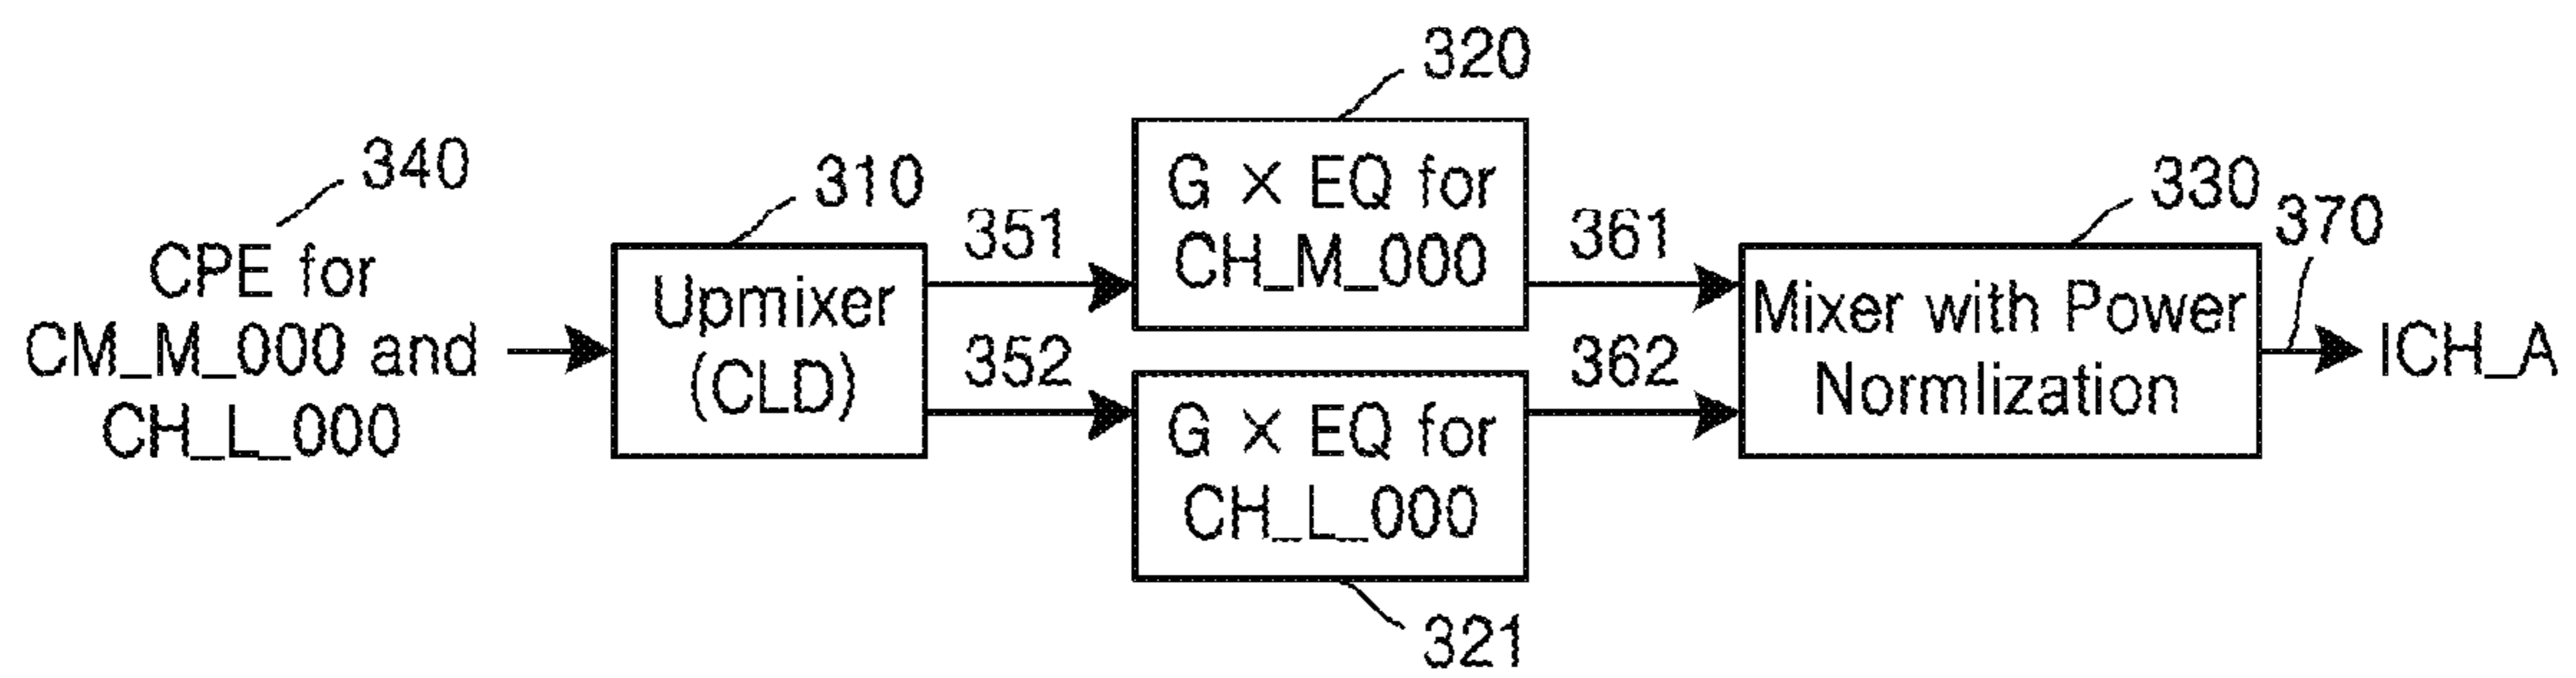 320
340
310
330
370
CPE for
CM_M_000 and
CH_L_000
Upmixer
(CLD)
351
352
G × EQ for
CH_M_000
G × EQ for
CH_L_000
321
361
362
Mixer with Power
Normlization
ICH_A